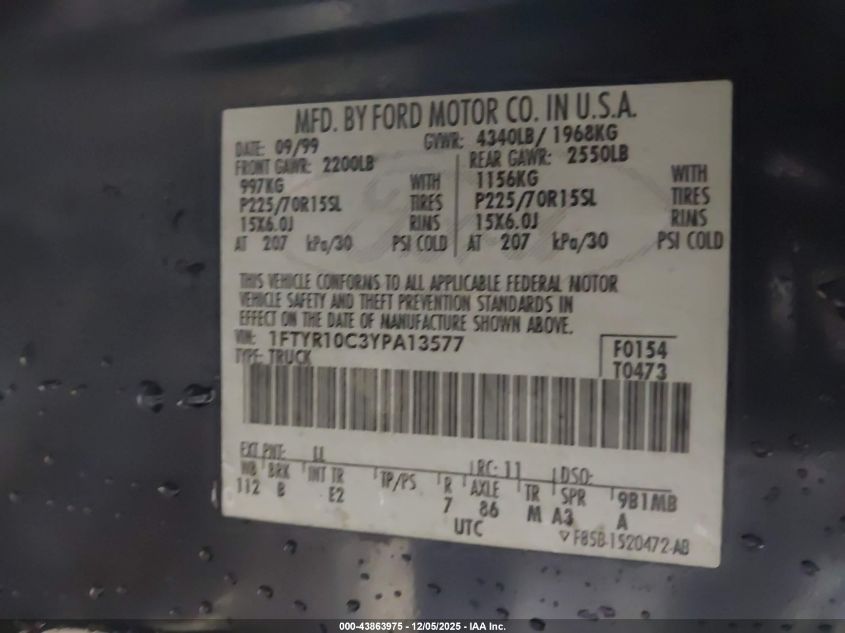 MFD. BY FORD MOTOR CO. IN U.S.A.
DATE: 09/99 GVWR: 4340LB/ 1968KG
FRONT GAWR: 2200LB REAR GAWR: 2550LB
997KG WITH 1156KG WITH
P225/70R15SL TIRES P225/70R15SL TIRES
15X6.0J RIMS 15X6.0J RIMS
AT 207 kPa/30 PSI COLD AT 207 kPa/30 PSI COLD
THIS VEHICLE CONFORMS TO ALL APPLICABLE FEDERAL MOTOR
VEHICLE SAFETY AND THEFT PREVENTION STANDARDS IN
EFFECT ON THE DATE OF MANUFACTURE SHOWN ABOVE.
VIN: 1FTYR10C3YPA13577 F0154
TYPE: TRUCK T0473
EXT PNT: LL RC: 11 DSO:
WB BRK INT TR TP/PS R AXLE TR SPR 9B1MB
112 B E2 7 86 M A3 A
UTC F85B-1520472-AB
000-43863975 - 12/05/2025 - IAA Inc.